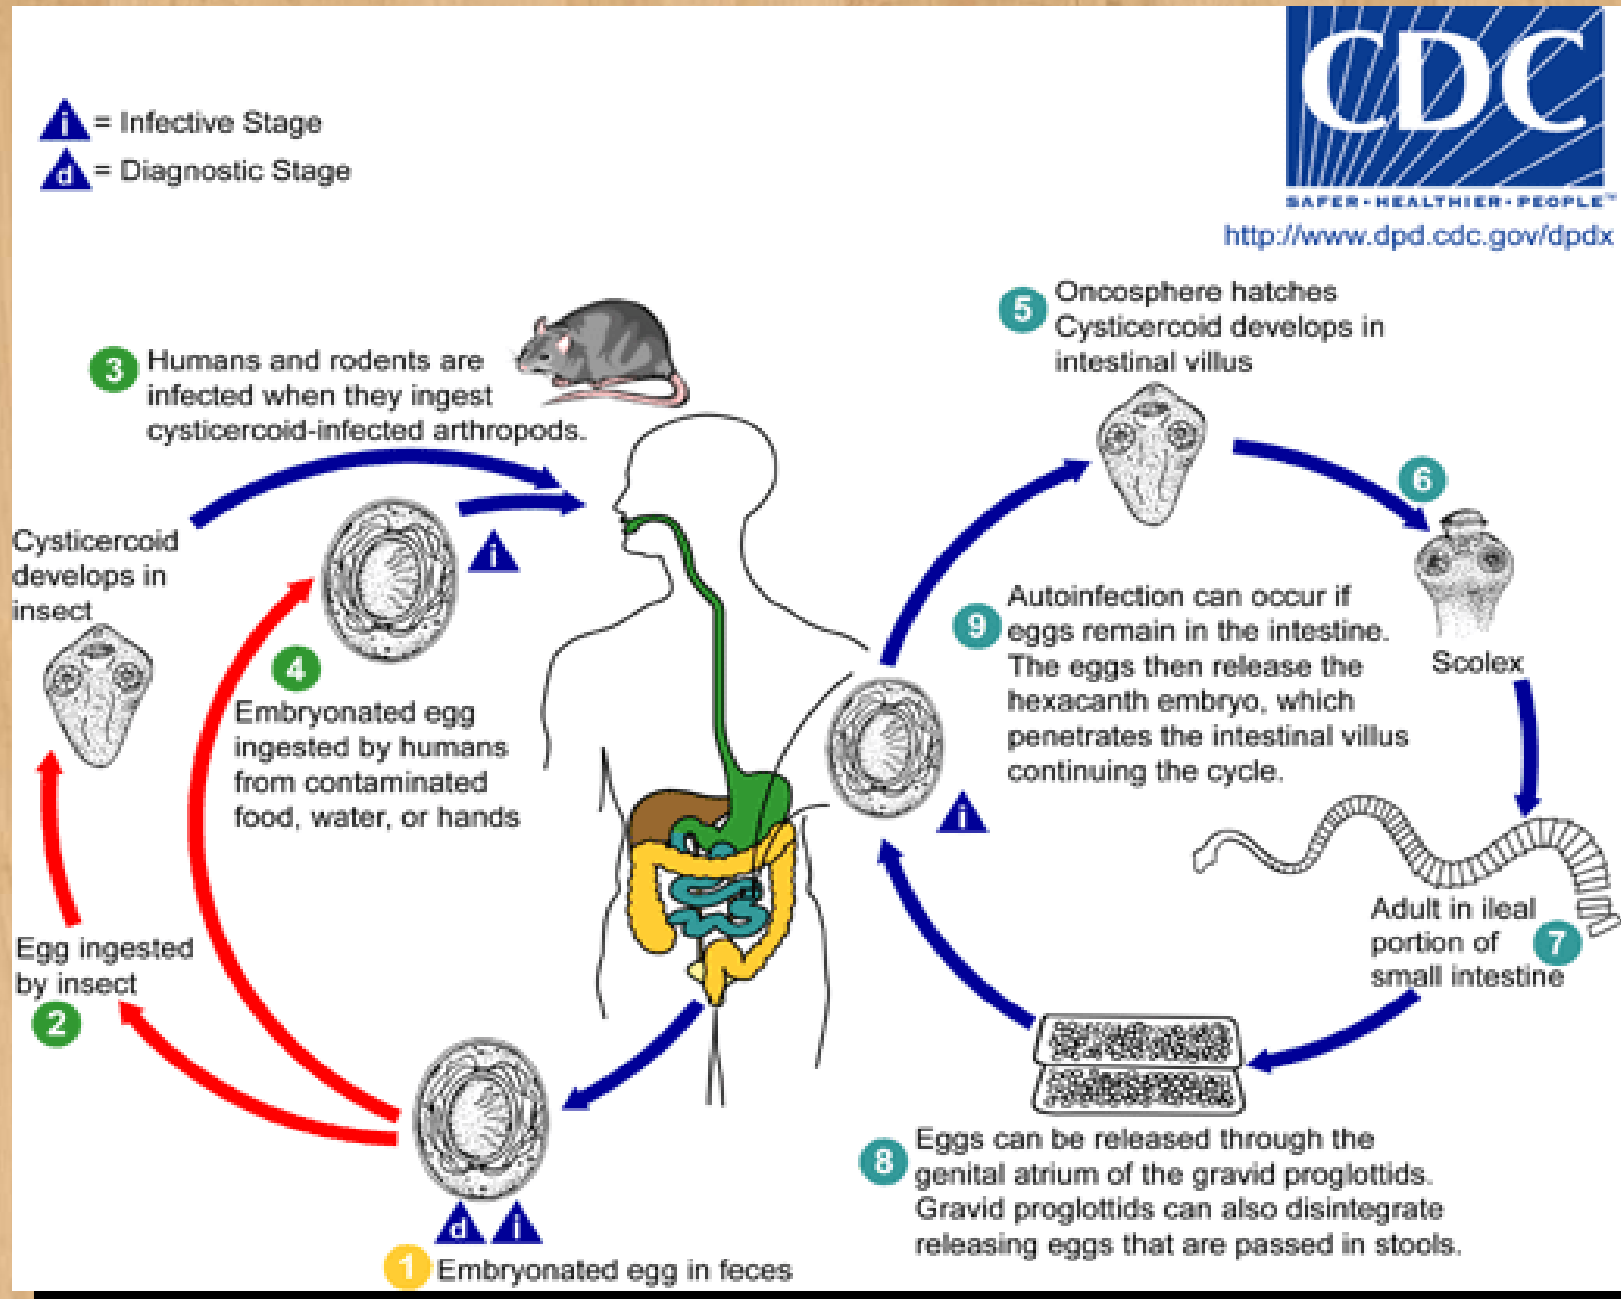 CDC
SAFER•HEALTHIER•PEOPLE™
http://www.dpd.cdc.gov/dpdx
i = Infective Stage
d = Diagnostic Stage
3 Humans and rodents are
infected when they ingest
cysticercoid-infected arthropods.
5 Oncosphere hatches
Cysticercoid develops in
intestinal villus
6
Scolex
Cysticercoid
develops in
insect
i
4
Embryonated egg
ingested by humans
from contaminated
food, water, or hands
9 Autoinfection can occur if
eggs remain in the intestine.
The eggs then release the
hexacanth embryo, which
penetrates the intestinal villus
continuing the cycle.
i
Adult in ileal
portion of
small intestine
7
Egg ingested
by insect
2
8 Eggs can be released through the
genital atrium of the gravid proglottids.
Gravid proglottids can also disintegrate
releasing eggs that are passed in stools.
d i
1 Embryonated egg in feces